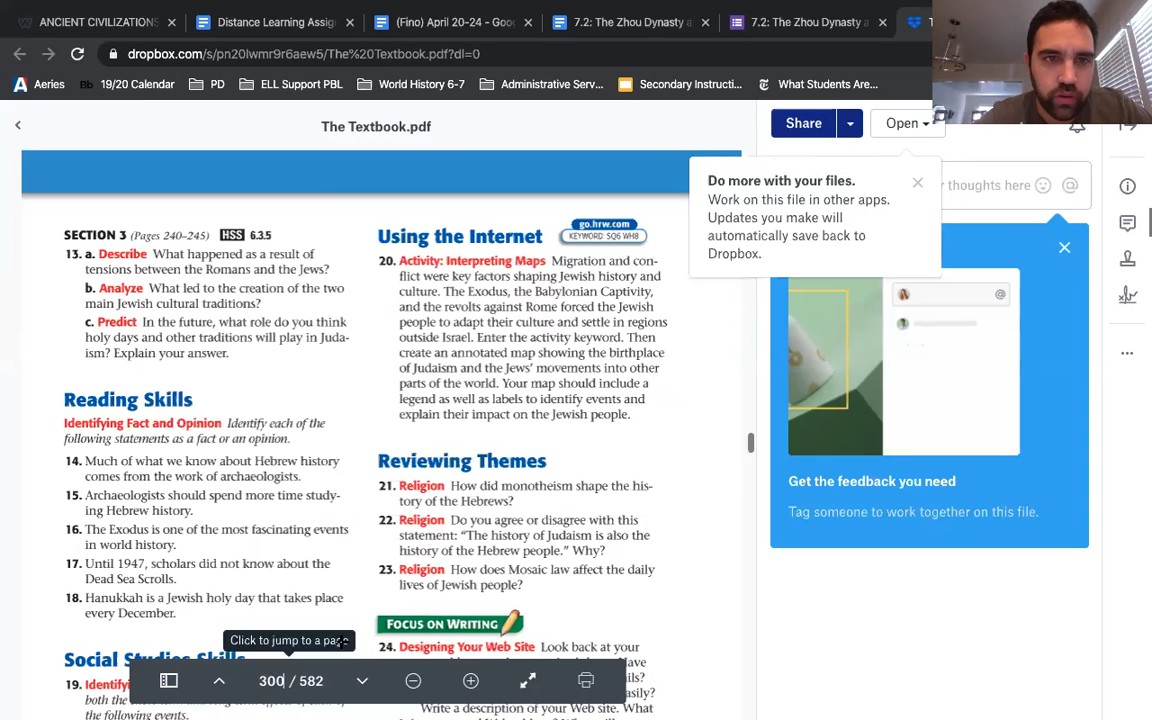 ANCIENT CIVILIZATIONS
Distance Learning Assig
(Fino) April 20-24 - Goo
7.2: The Zhou Dynasty a
7.2: The Zhou Dynasty a
dropbox.com/s/pn20lwmr9r6aew5/The%20Textbook.pdf?dl=0
Aeries
Bb 19/20 Calendar
PD
ELL Support PBL
World History 6-7
Administrative Serv...
Secondary Instructi...
What Students Are...
The Textbook.pdf
Share
Open
Do more with your files.
Work on this file in other apps.
Updates you make will
automatically save back to
Dropbox.
thoughts here
Get the feedback you need
Tag someone to work together on this file.
SECTION 3 (Pages 240–245) HSS 6.3.5
13. a. Describe What happened as a result of
tensions between the Romans and the Jews?
b. Analyze What led to the creation of the two
main Jewish cultural traditions?
c. Predict In the future, what role do you think
holy days and other traditions will play in Juda-
ism? Explain your answer.
Reading Skills
Identifying Fact and Opinion Identify each of the
following statements as a fact or an opinion.
14. Much of what we know about Hebrew history
comes from the work of archaeologists.
15. Archaeologists should spend more time study-
ing Hebrew history.
16. The Exodus is one of the most fascinating events
in world history.
17. Until 1947, scholars did not know about the
Dead Sea Scrolls.
18. Hanukkah is a Jewish holy day that takes place
every December.
Social Studies Skills
19.
the following events.
Using the Internet
go.hrw.com
KEYWORD: SQ6 WH8
20. Activity: Interpreting Maps Migration and con-
flict were key factors shaping Jewish history and
culture. The Exodus, the Babylonian Captivity,
and the revolts against Rome forced the Jewish
people to adapt their culture and settle in regions
outside Israel. Enter the activity keyword. Then
create an annotated map showing the birthplace
of Judaism and the Jews' movements into other
parts of the world. Your map should include a
legend as well as labels to identify events and
explain their impact on the Jewish people.
Reviewing Themes
21. Religion How did monotheism shape the his-
tory of the Hebrews?
22. Religion Do you agree or disagree with this
statement: "The history of Judaism is also the
history of the Hebrew people." Why?
23. Religion How does Mosaic law affect the daily
lives of Jewish people?
FOCUS ON WRITING
24. Designing Your Web Site Look back at your
Write a description of your Web site. What
Click to jump to a page
300 / 582